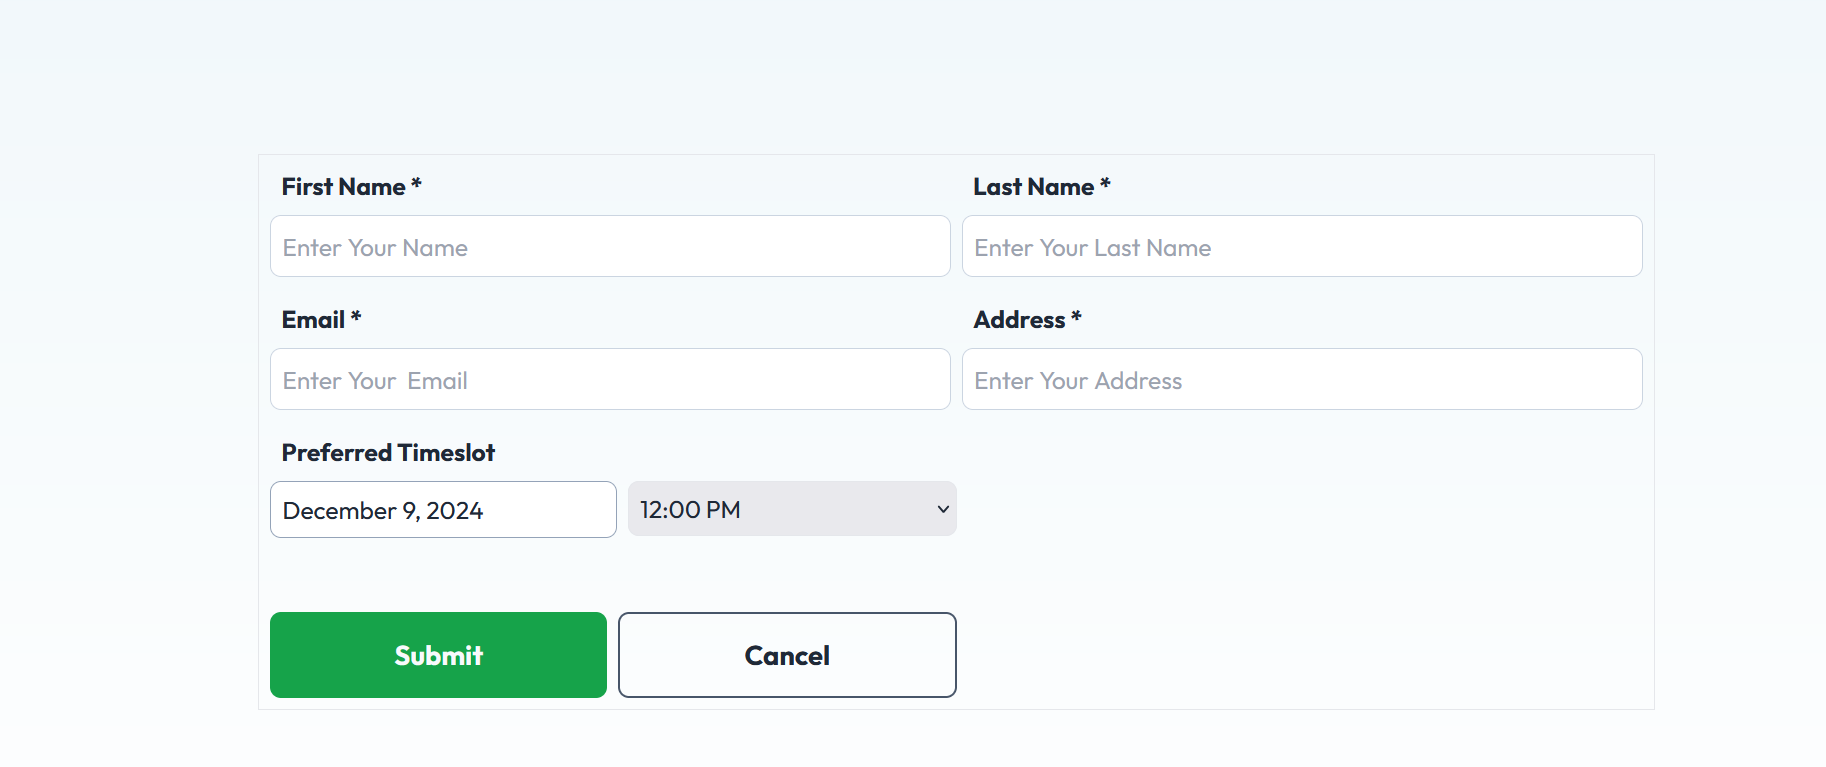 First Name *
Last Name *
Enter Your Name
Enter Your Last Name
Email *
Address *
Enter Your  Email
Enter Your Address
Preferred Timeslot
December 9, 2024
12:00 PM
Submit
Cancel